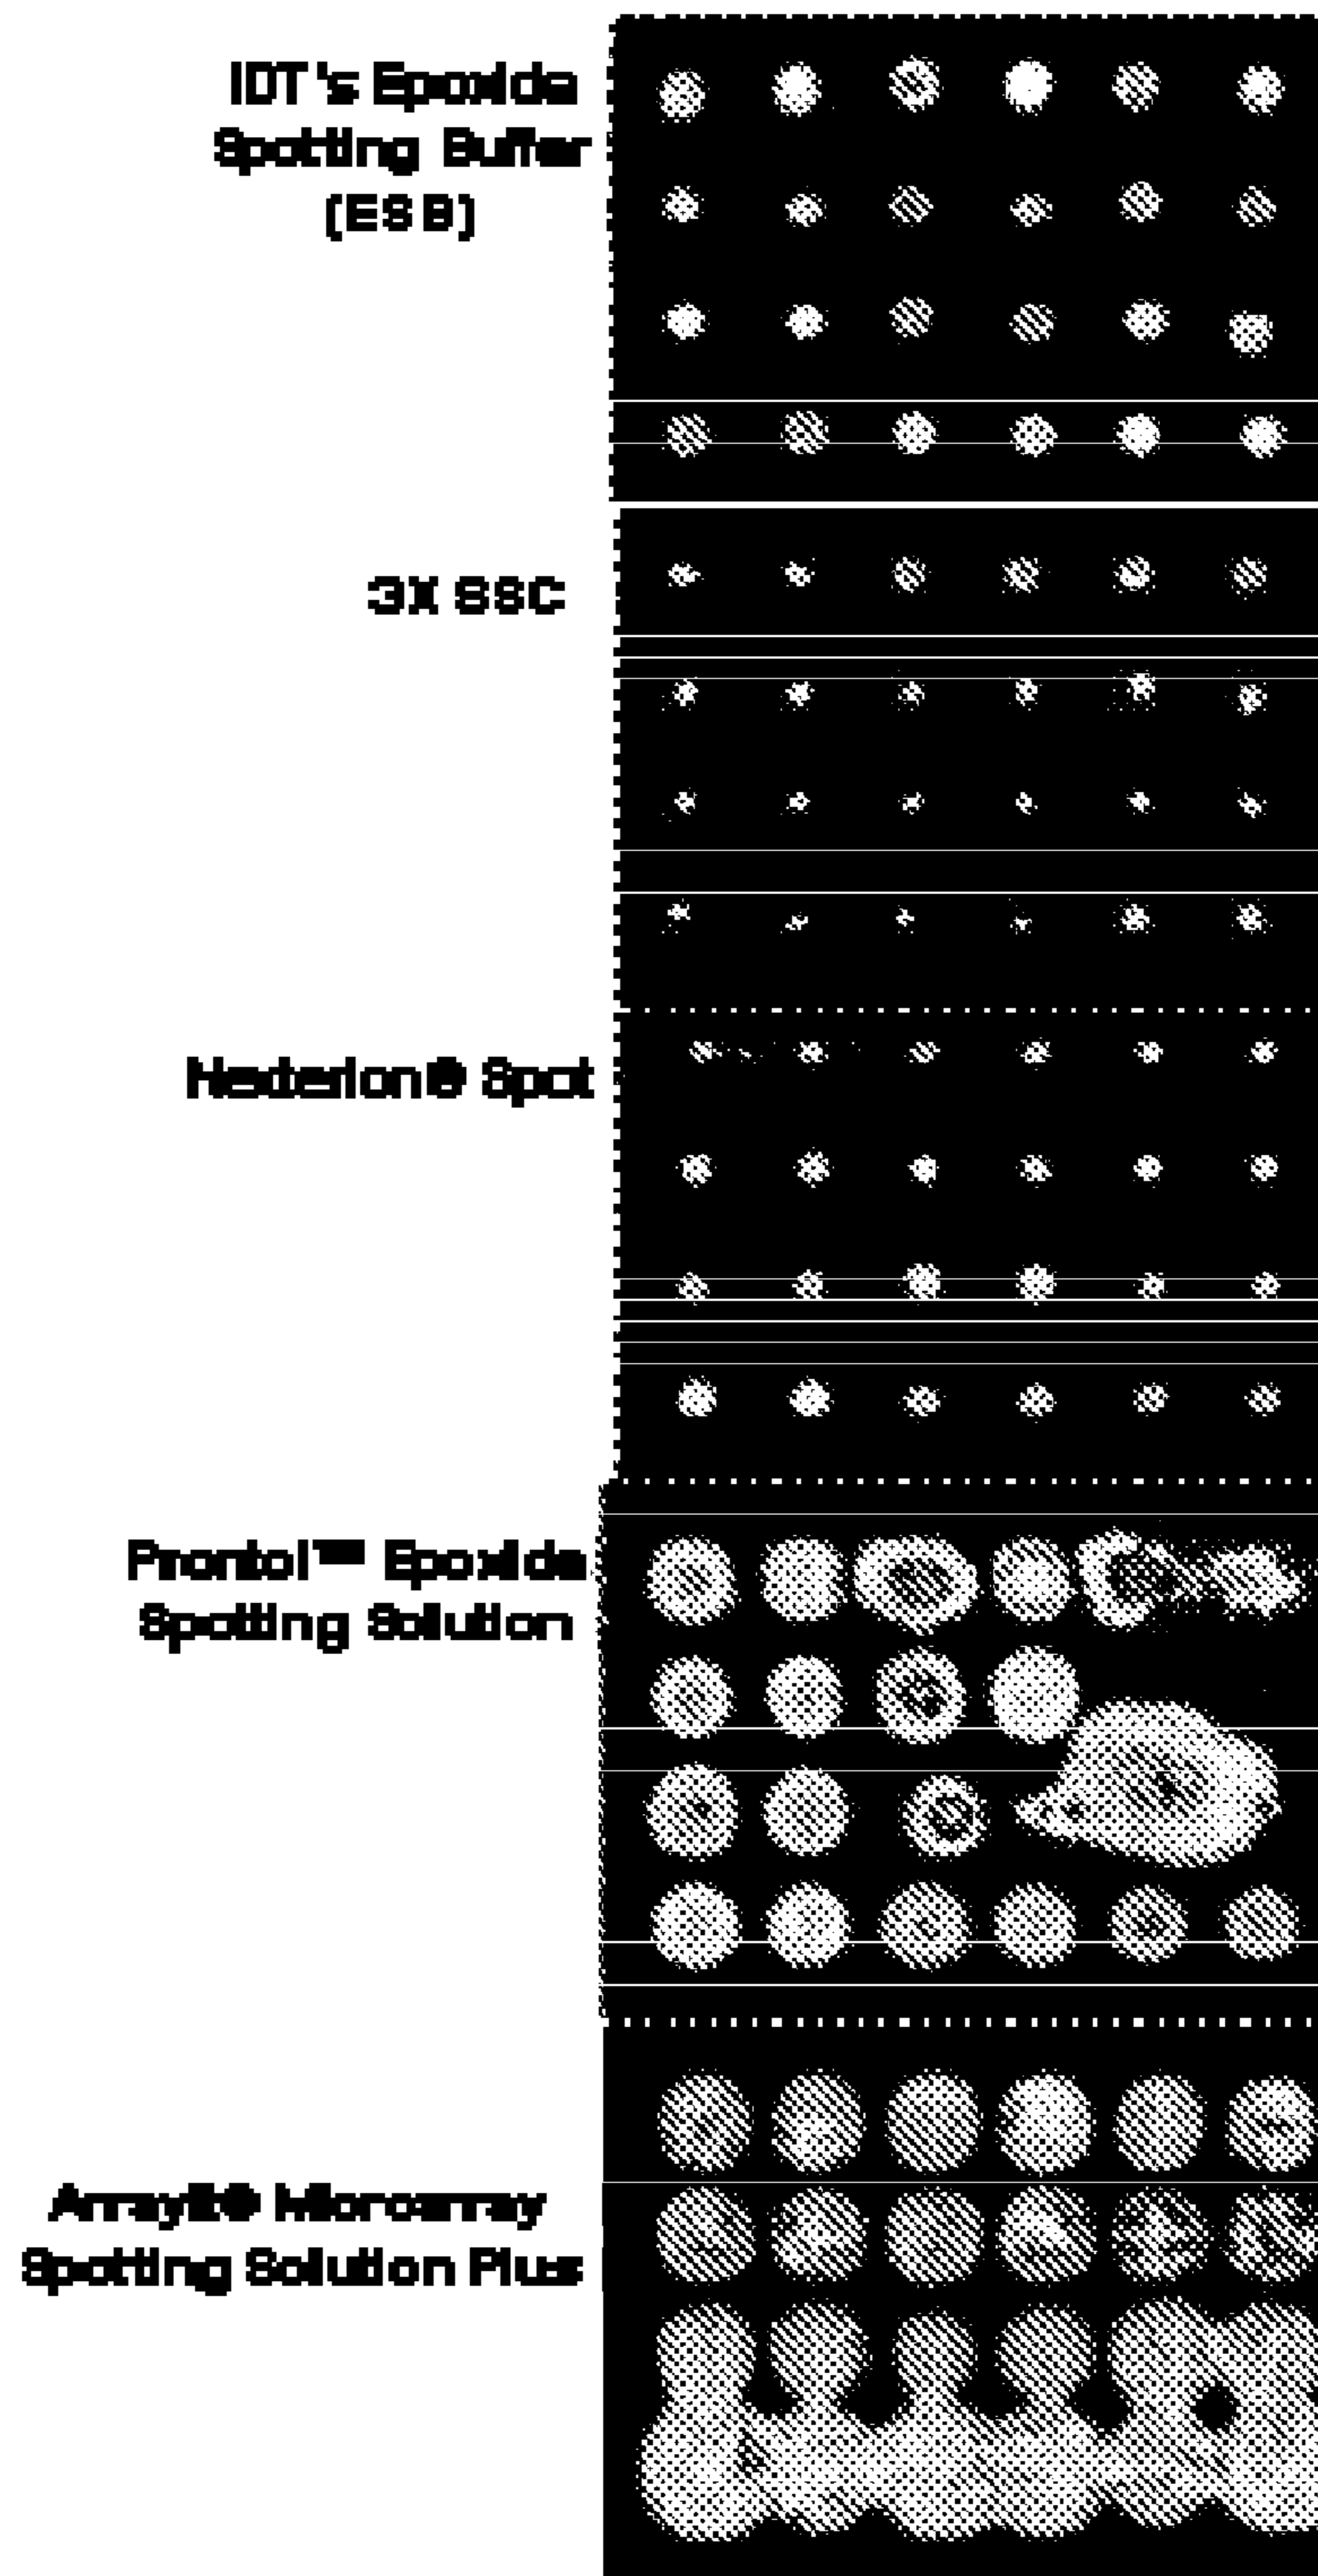 IDT's Epoxide
Spotting Buffer
(ESB)
3X SSC
Nexterion® Spot
Pronto!™ Epoxide
Spotting Solution
ArrayIt® Microarray
Spotting Solution Plus